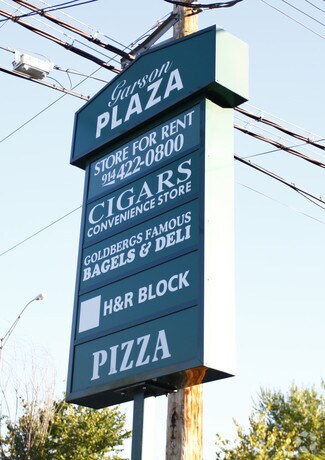 Garson
PLAZA
STORE FOR RENT
914 422-0800
CIGARS
CONVENIENCE STORE
GOLDBERGS FAMOUS
BAGELS & DELI
H&R BLOCK
PIZZA